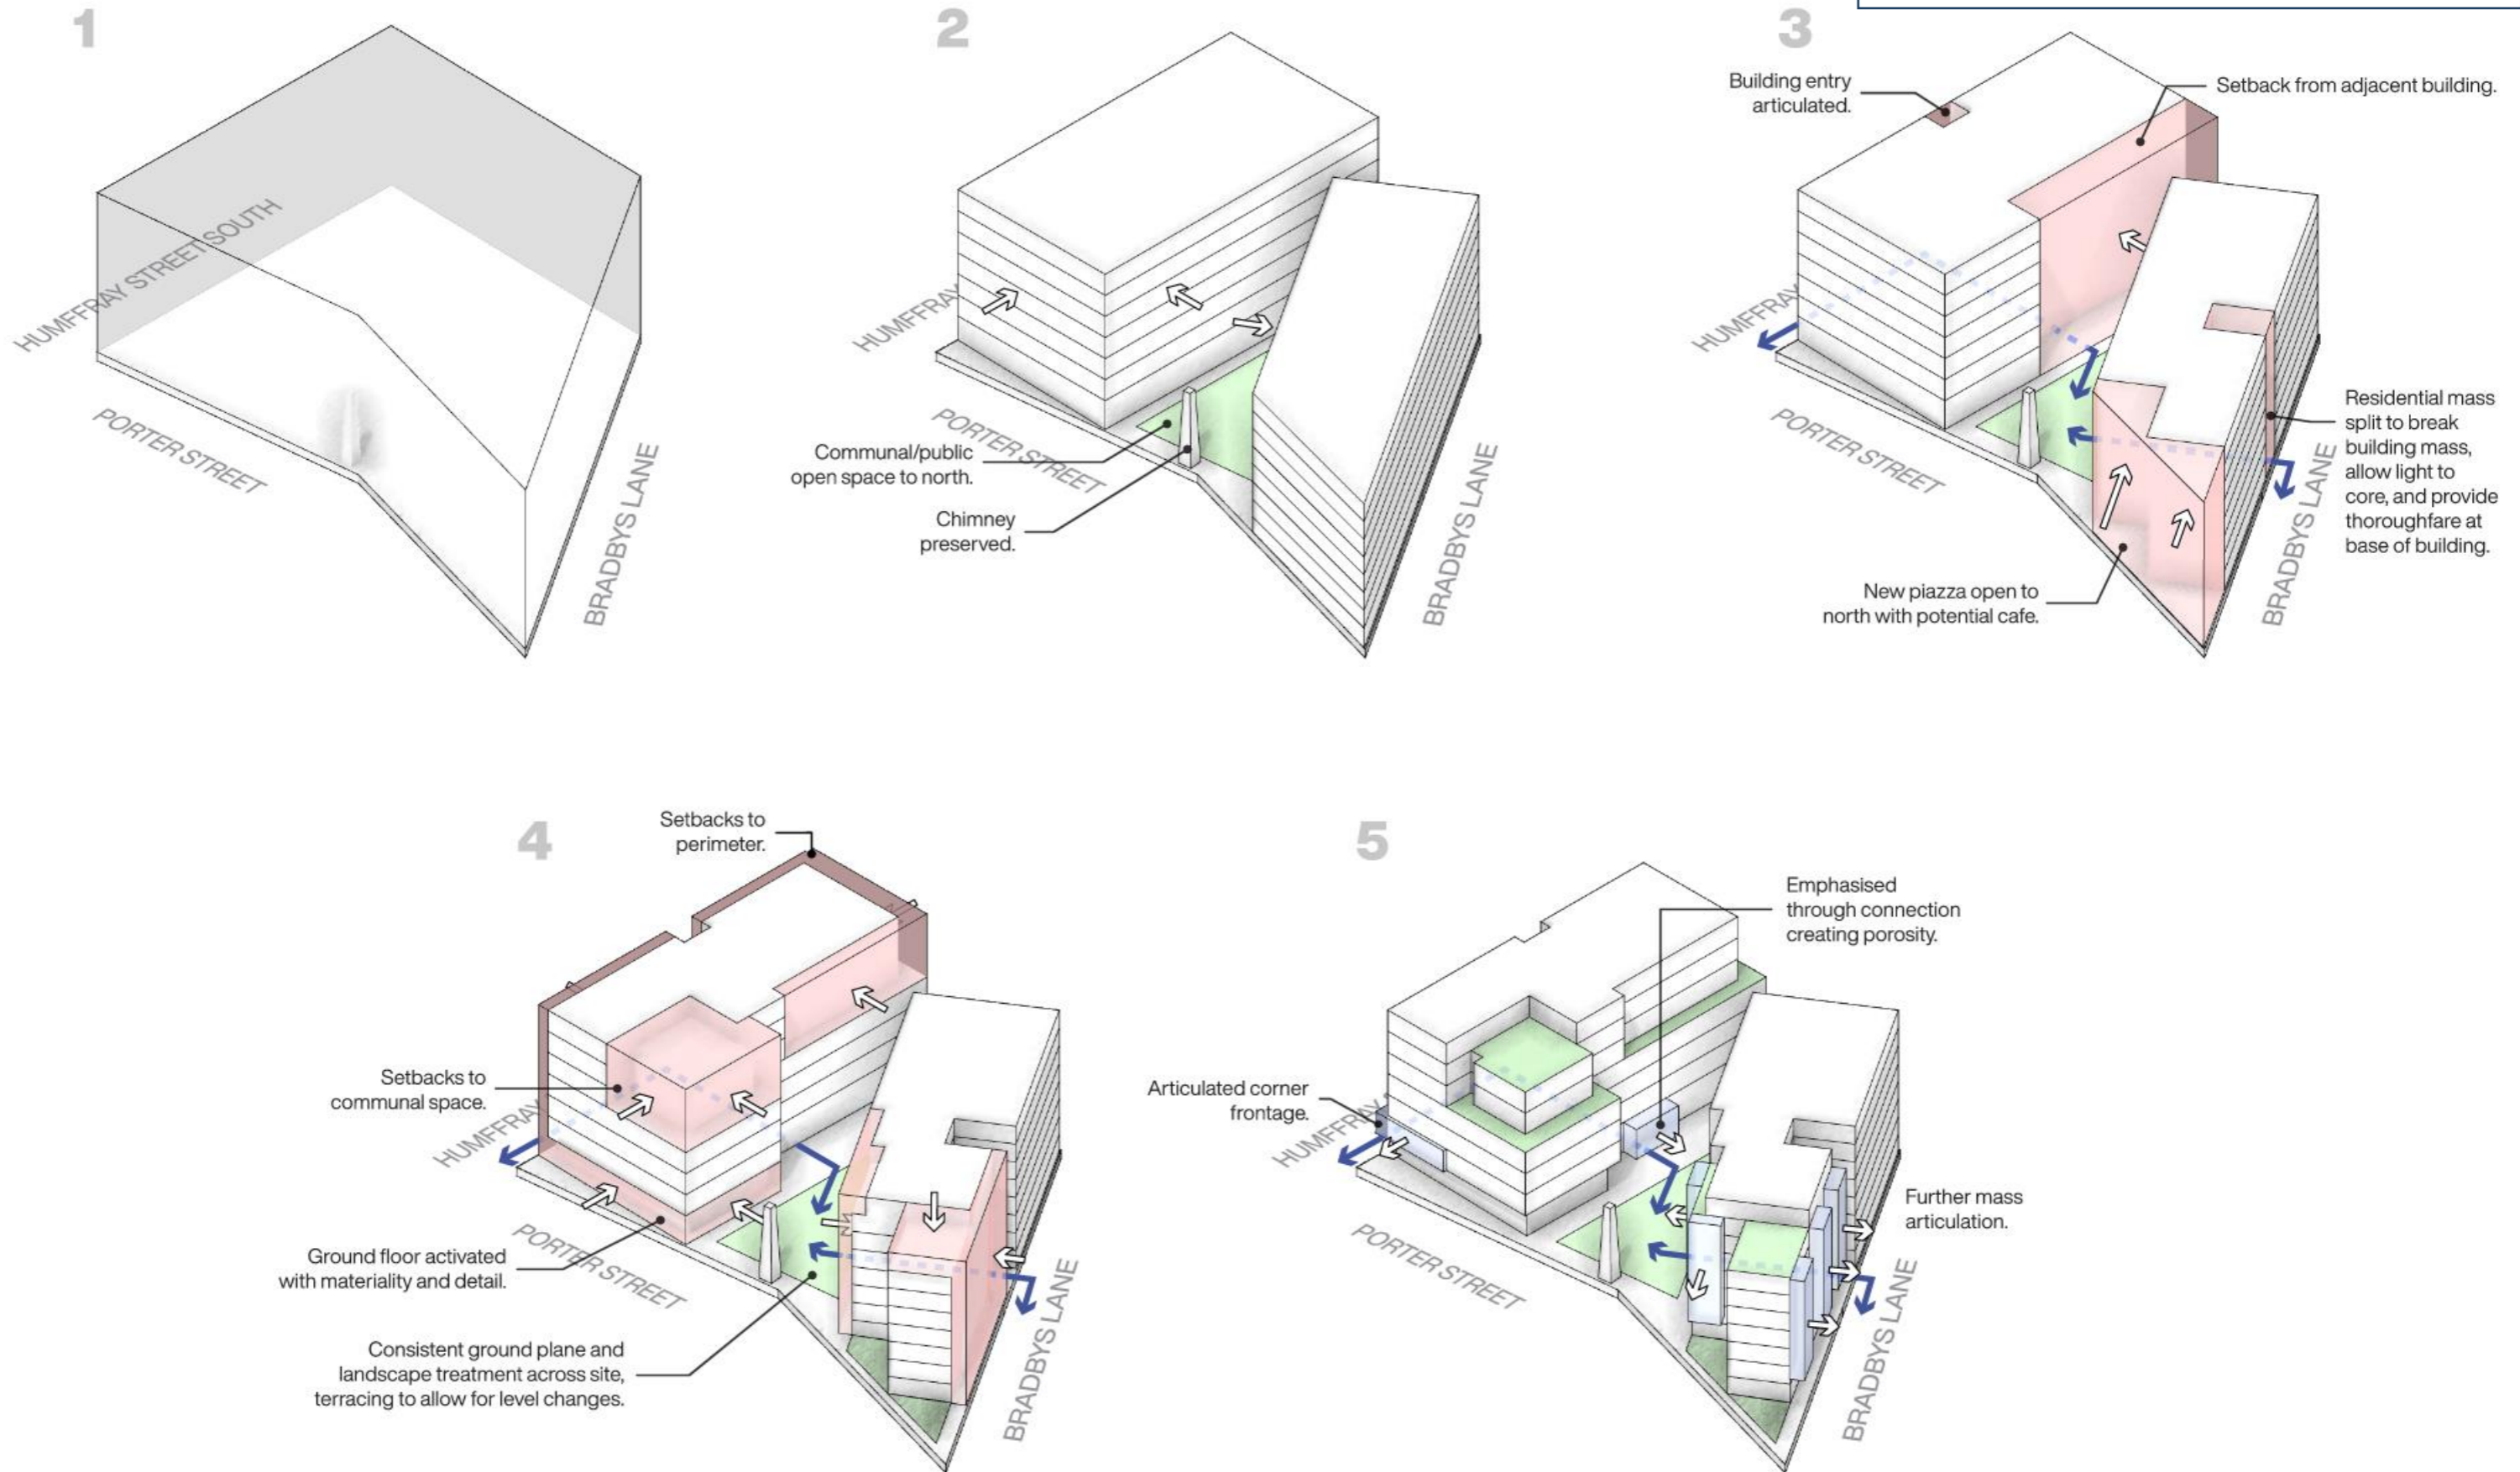 1
HUMFFRAY STREET SOUTH
PORTER STREET
BRADBYS LANE
2
HUMFFRAY
PORTER STREET
BRADBYS LANE
Communal/public
open space to north.
Chimney
preserved.
3
Building entry
articulated.
Setback from adjacent building.
HUMFFRAY
PORTER STREET
BRADBYS LANE
Residential mass
split to break
building mass,
allow light to
core, and provide
thoroughfare at
base of building.
New piazza open to
north with potential cafe.
4
Setbacks to
perimeter.
Setbacks to
communal space.
HUMFFRAY
PORTER STREET
BRADBYS LANE
Ground floor activated
with materiality and detail.
Consistent ground plane and
landscape treatment across site,
terracing to allow for level changes.
5
Emphasised
through connection
creating porosity.
Articulated corner
frontage.
HUMFFRAY
PORTER STREET
BRADBYS LANE
Further mass
articulation.